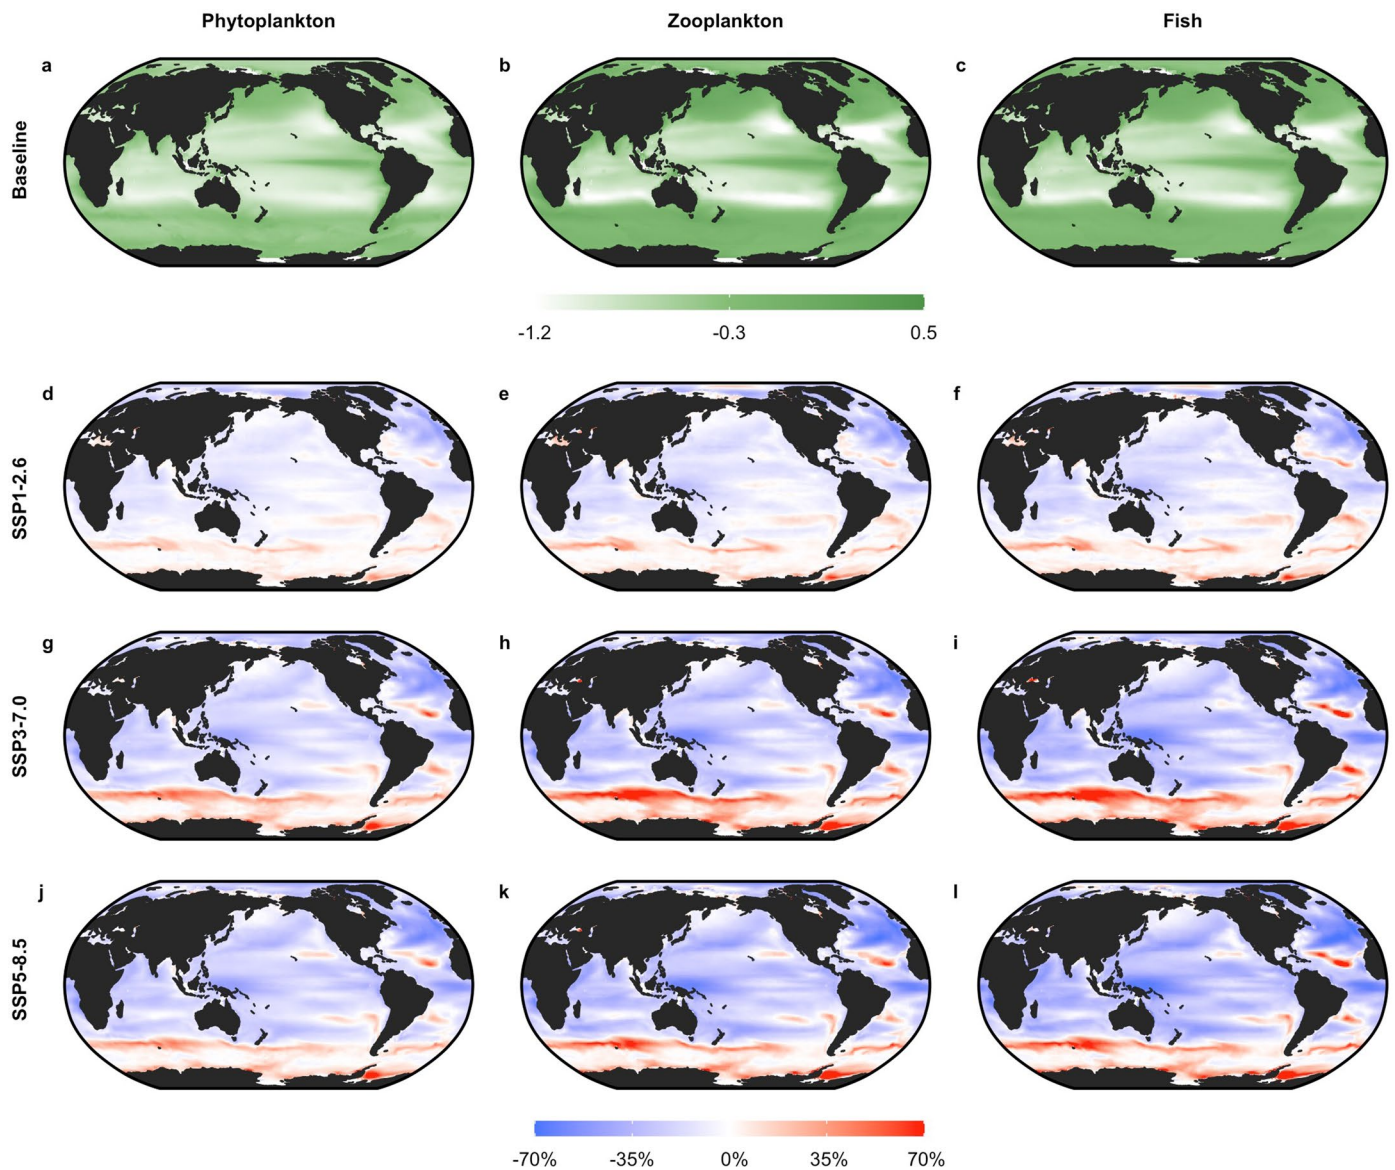 Phytoplankton Zooplankton Fish
a b c
Baseline
-1.2 -0.3 0.5
d e f
SSP1-2.6
g h i
SSP3-7.0
j k l
SSP5-8.5
-70% -35% 0% 35% 70%